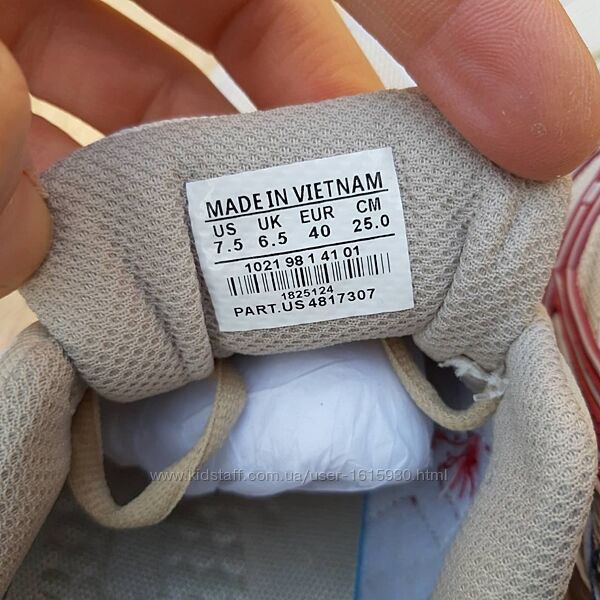 MADE IN VIETNAM
US UK EUR CM
7.5 6.5 40 25.0
1021 98 1 41 01
1825124
PART.US 4817307
www.kidstaff.com.ua/user-1615930.html